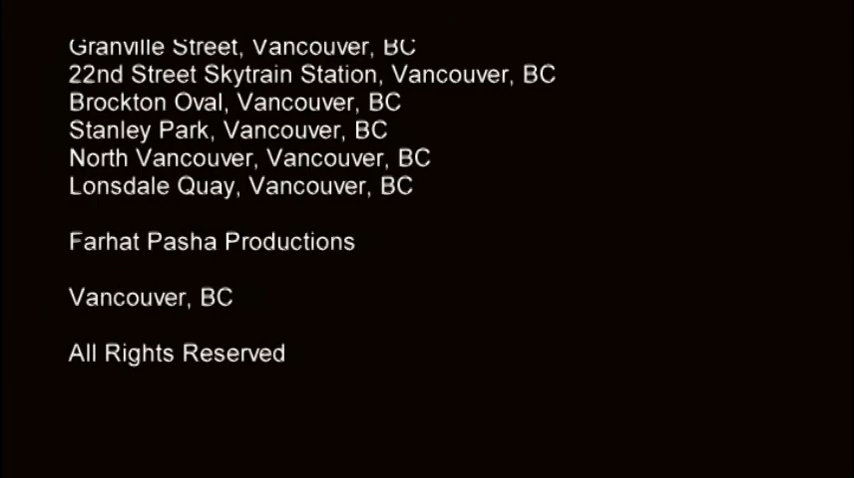 Granville Street, Vancouver, BC
22nd Street Skytrain Station, Vancouver, BC
Brockton Oval, Vancouver, BC
Stanley Park, Vancouver, BC
North Vancouver, Vancouver, BC
Lonsdale Quay, Vancouver, BC
Farhat Pasha Productions
Vancouver, BC
All Rights Reserved